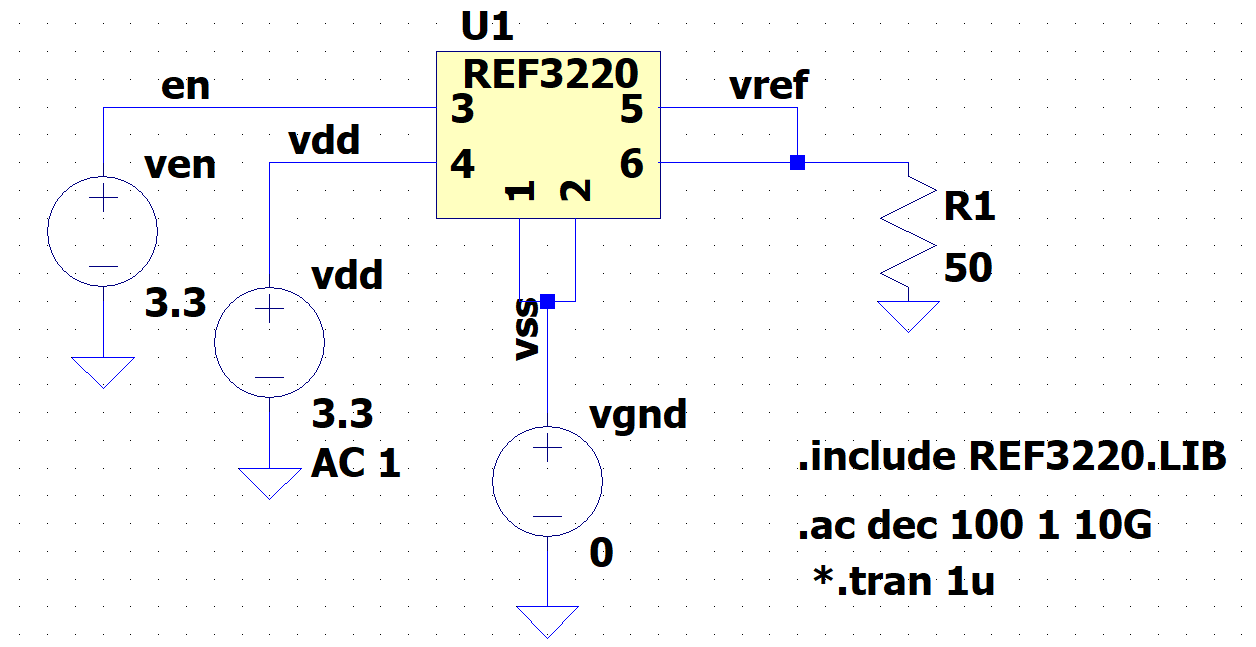 U1
REF3220
en
3
5
vref
vdd
4
6
ven
1
2
R1
50
vdd
3.3
vss
3.3
AC 1
vgnd
0
.include REF3220.LIB
.ac dec 100 1 10G
*.tran 1u